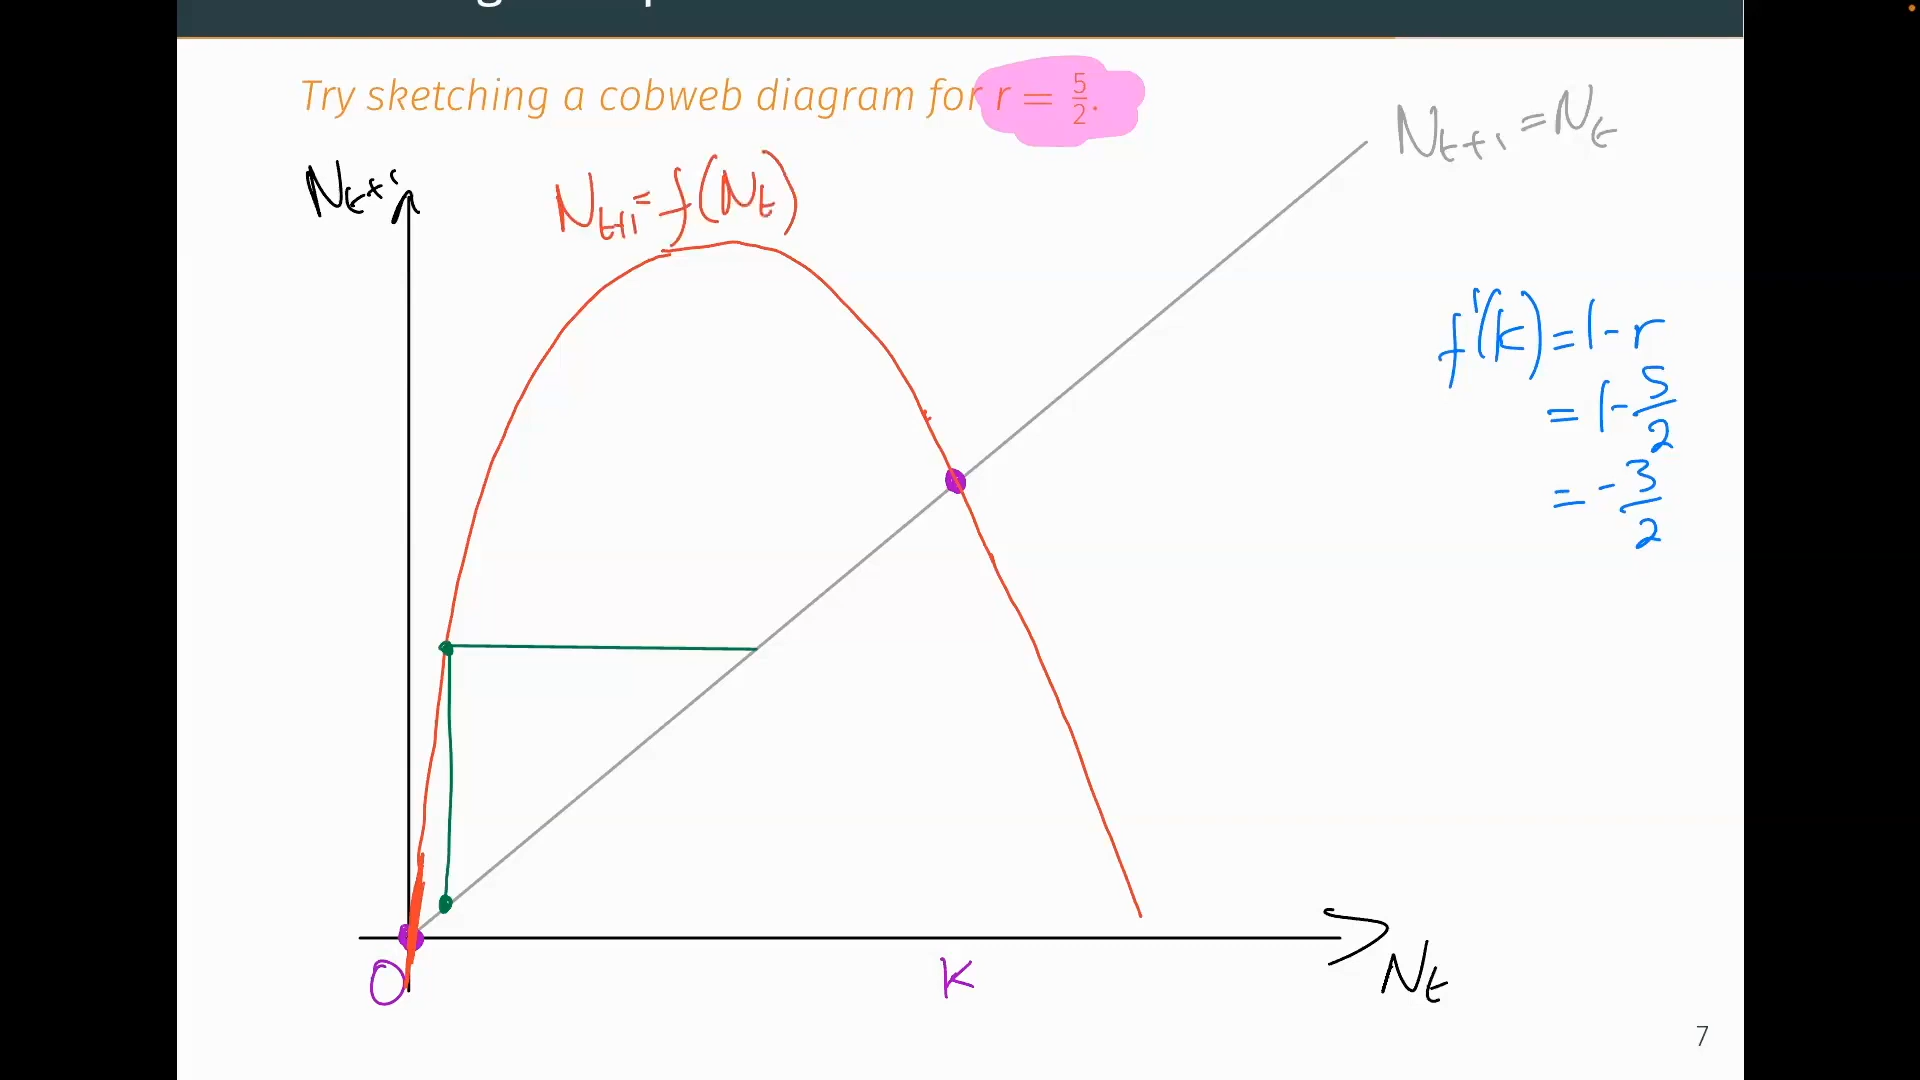 Try sketching a cobweb diagram for r = 5/2.
N_{t+1} = N_t
N_{t+1}
N_{t+1} = f(N_t)
f'(K) = 1 - r
= 1 - 5/2
= - 3/2
0
K
N_t
7